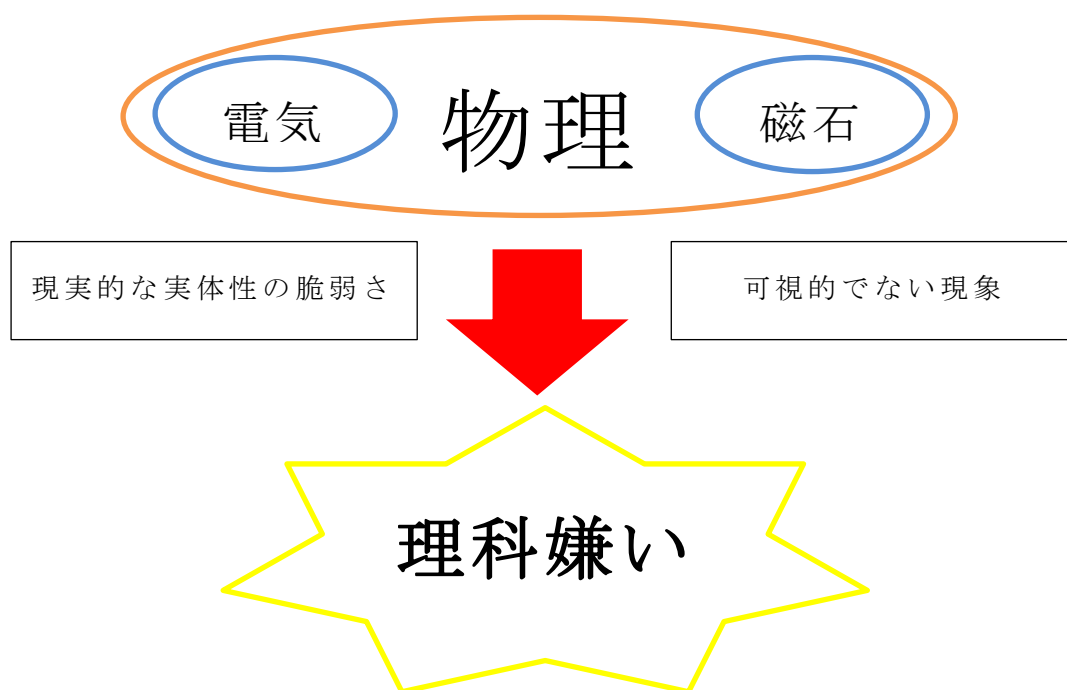 電気
物理
磁石
現実的な実体性の脆弱さ
可視的でない現象
理科嫌い